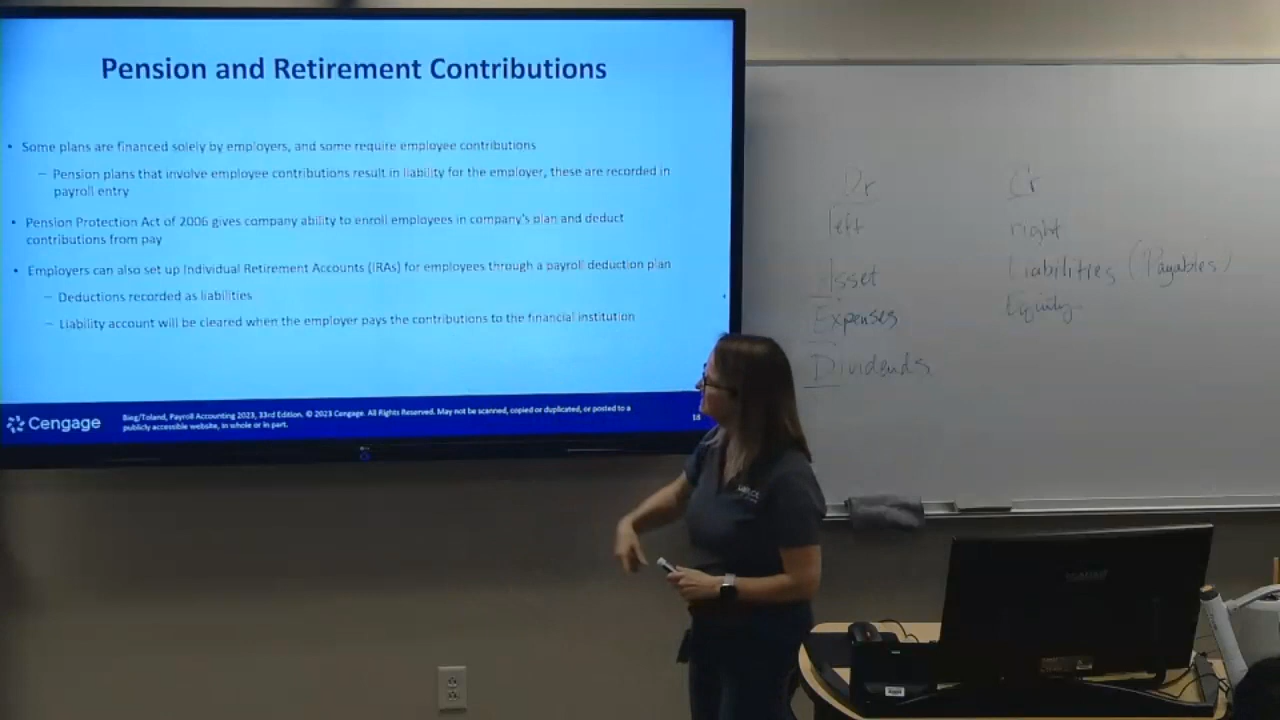 Pension and Retirement Contributions
• Some plans are financed solely by employers, and some require employee contributions
– Pension plans that involve employee contributions result in liability for the employer, these are recorded in
payroll entry
• Pension Protection Act of 2006 gives company ability to enroll employees in company's plan and deduct
contributions from pay
• Employers can also set up Individual Retirement Accounts (IRAs) for employees through a payroll deduction plan
– Deductions recorded as liabilities
– Liability account will be cleared when the employer pays the contributions to the financial institution
Cengage
Bieg/Toland, Payroll Accounting 2023, 33rd Edition. © 2023 Cengage. All Rights Reserved. May not be scanned, copied or duplicated, or posted to a
publicly accessible website, in whole or in part.
18
Dr
left
Asset
Expenses
Dividends
Cr
right
Liabilities (Payables)
Equity